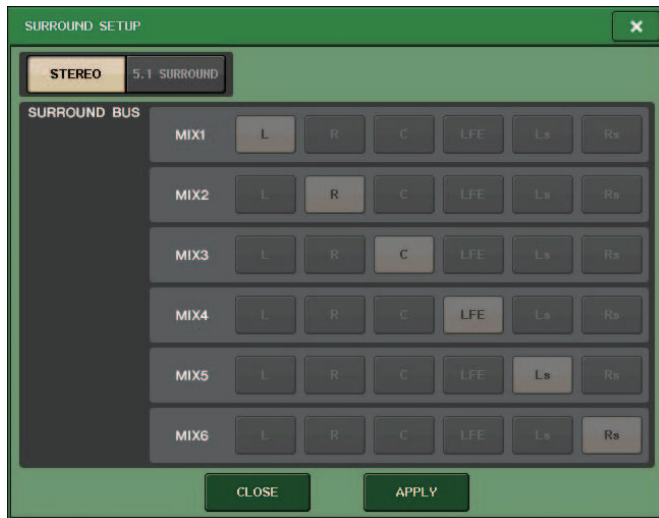 SURROUND SETUP
STEREO 5.1 SURROUND
SURROUND BUS
MIX1 L R C LFE Ls Rs
MIX2 L R C LFE Ls Rs
MIX3 L R C LFE Ls Rs
MIX4 L R C LFE Ls Rs
MIX5 L R C LFE Ls Rs
MIX6 L R C LFE Ls Rs
CLOSE APPLY